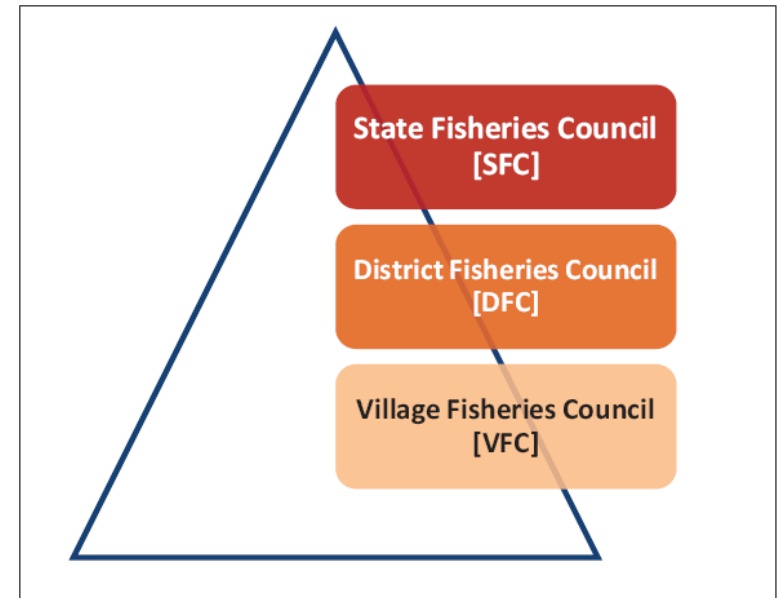 State Fisheries Council
[SFC]
District Fisheries Council
[DFC]
Village Fisheries Council
[VFC]